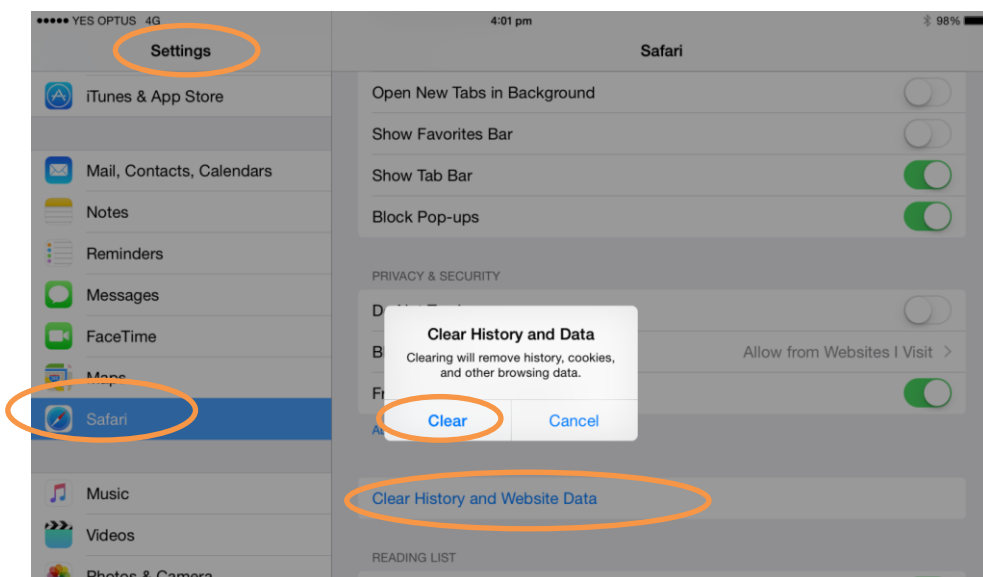 YES OPTUS 4G 4:01 pm 98%
Settings
Safari
iTunes & App Store
Mail, Contacts, Calendars
Notes
Reminders
Messages
FaceTime
Maps
Safari
Music
Videos
Photos & Camera
Open New Tabs in Background
Show Favorites Bar
Show Tab Bar
Block Pop-ups
PRIVACY & SECURITY
Allow from Websites I Visit >
Clear History and Data
Clearing will remove history, cookies,
and other browsing data.
Clear Cancel
Clear History and Website Data
READING LIST